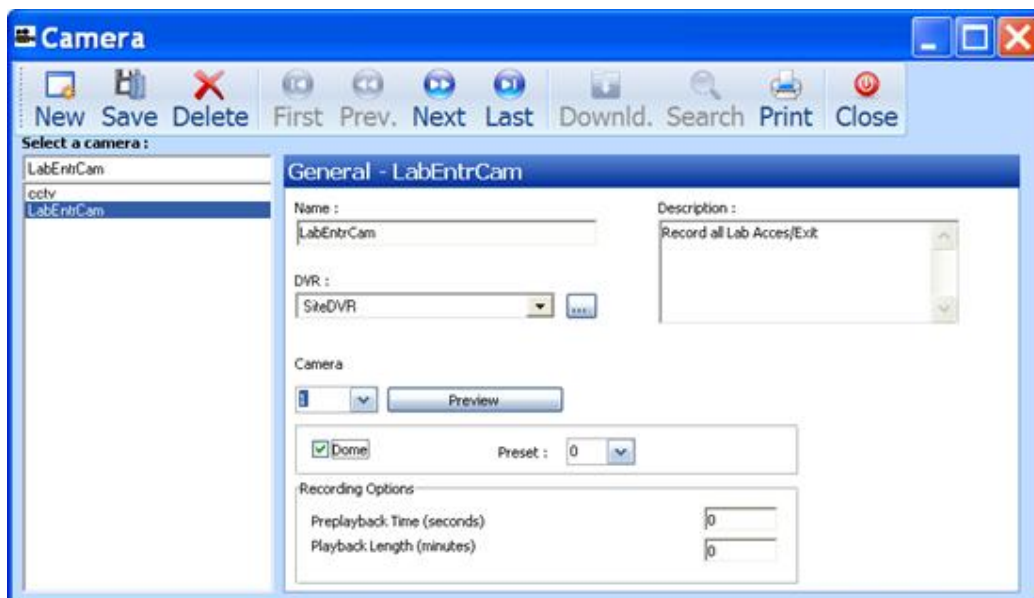 Camera
New Save Delete First Prev. Next Last Downld. Search Print Close
Select a camera :
LabEntrCam
cctv
LabEntrCam
General - LabEntrCam
Name :
LabEntrCam
Description :
Record all Lab Acces/Exit
DVR :
SiteDVR
...
Camera
Preview
Dome
Preset :
0
Recording Options
Preplayback Time (seconds)
0
Playback Length (minutes)
0